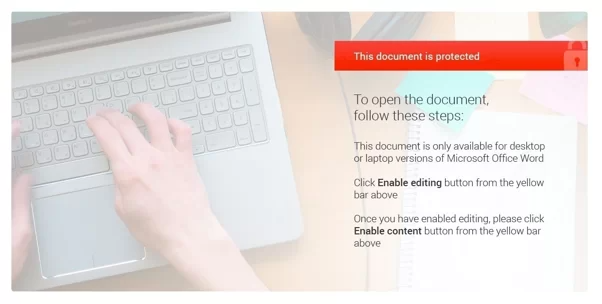 This document is protected
To open the document,
follow these steps:
This document is only available for desktop
or laptop versions of Microsoft Office Word
Click Enable editing button from the yellow
bar above
Once you have enabled editing, please click
Enable content button from the yellow bar
above